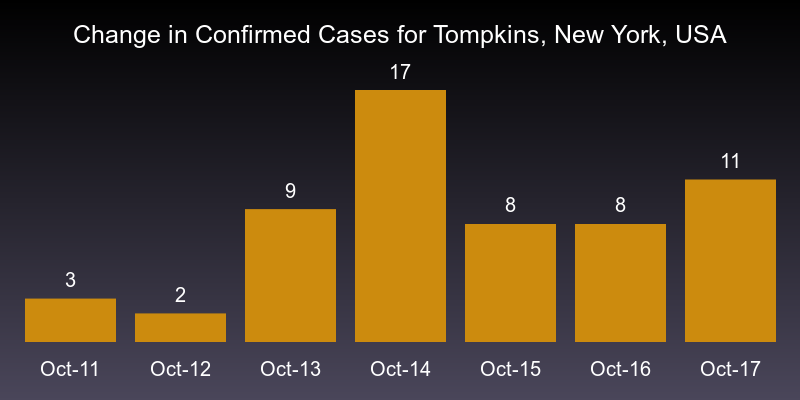 Change in Confirmed Cases for Tompkins, New York, USA
17
11
9
8
8
3
2
Oct-11
Oct-12
Oct-13
Oct-14
Oct-15
Oct-16
Oct-17